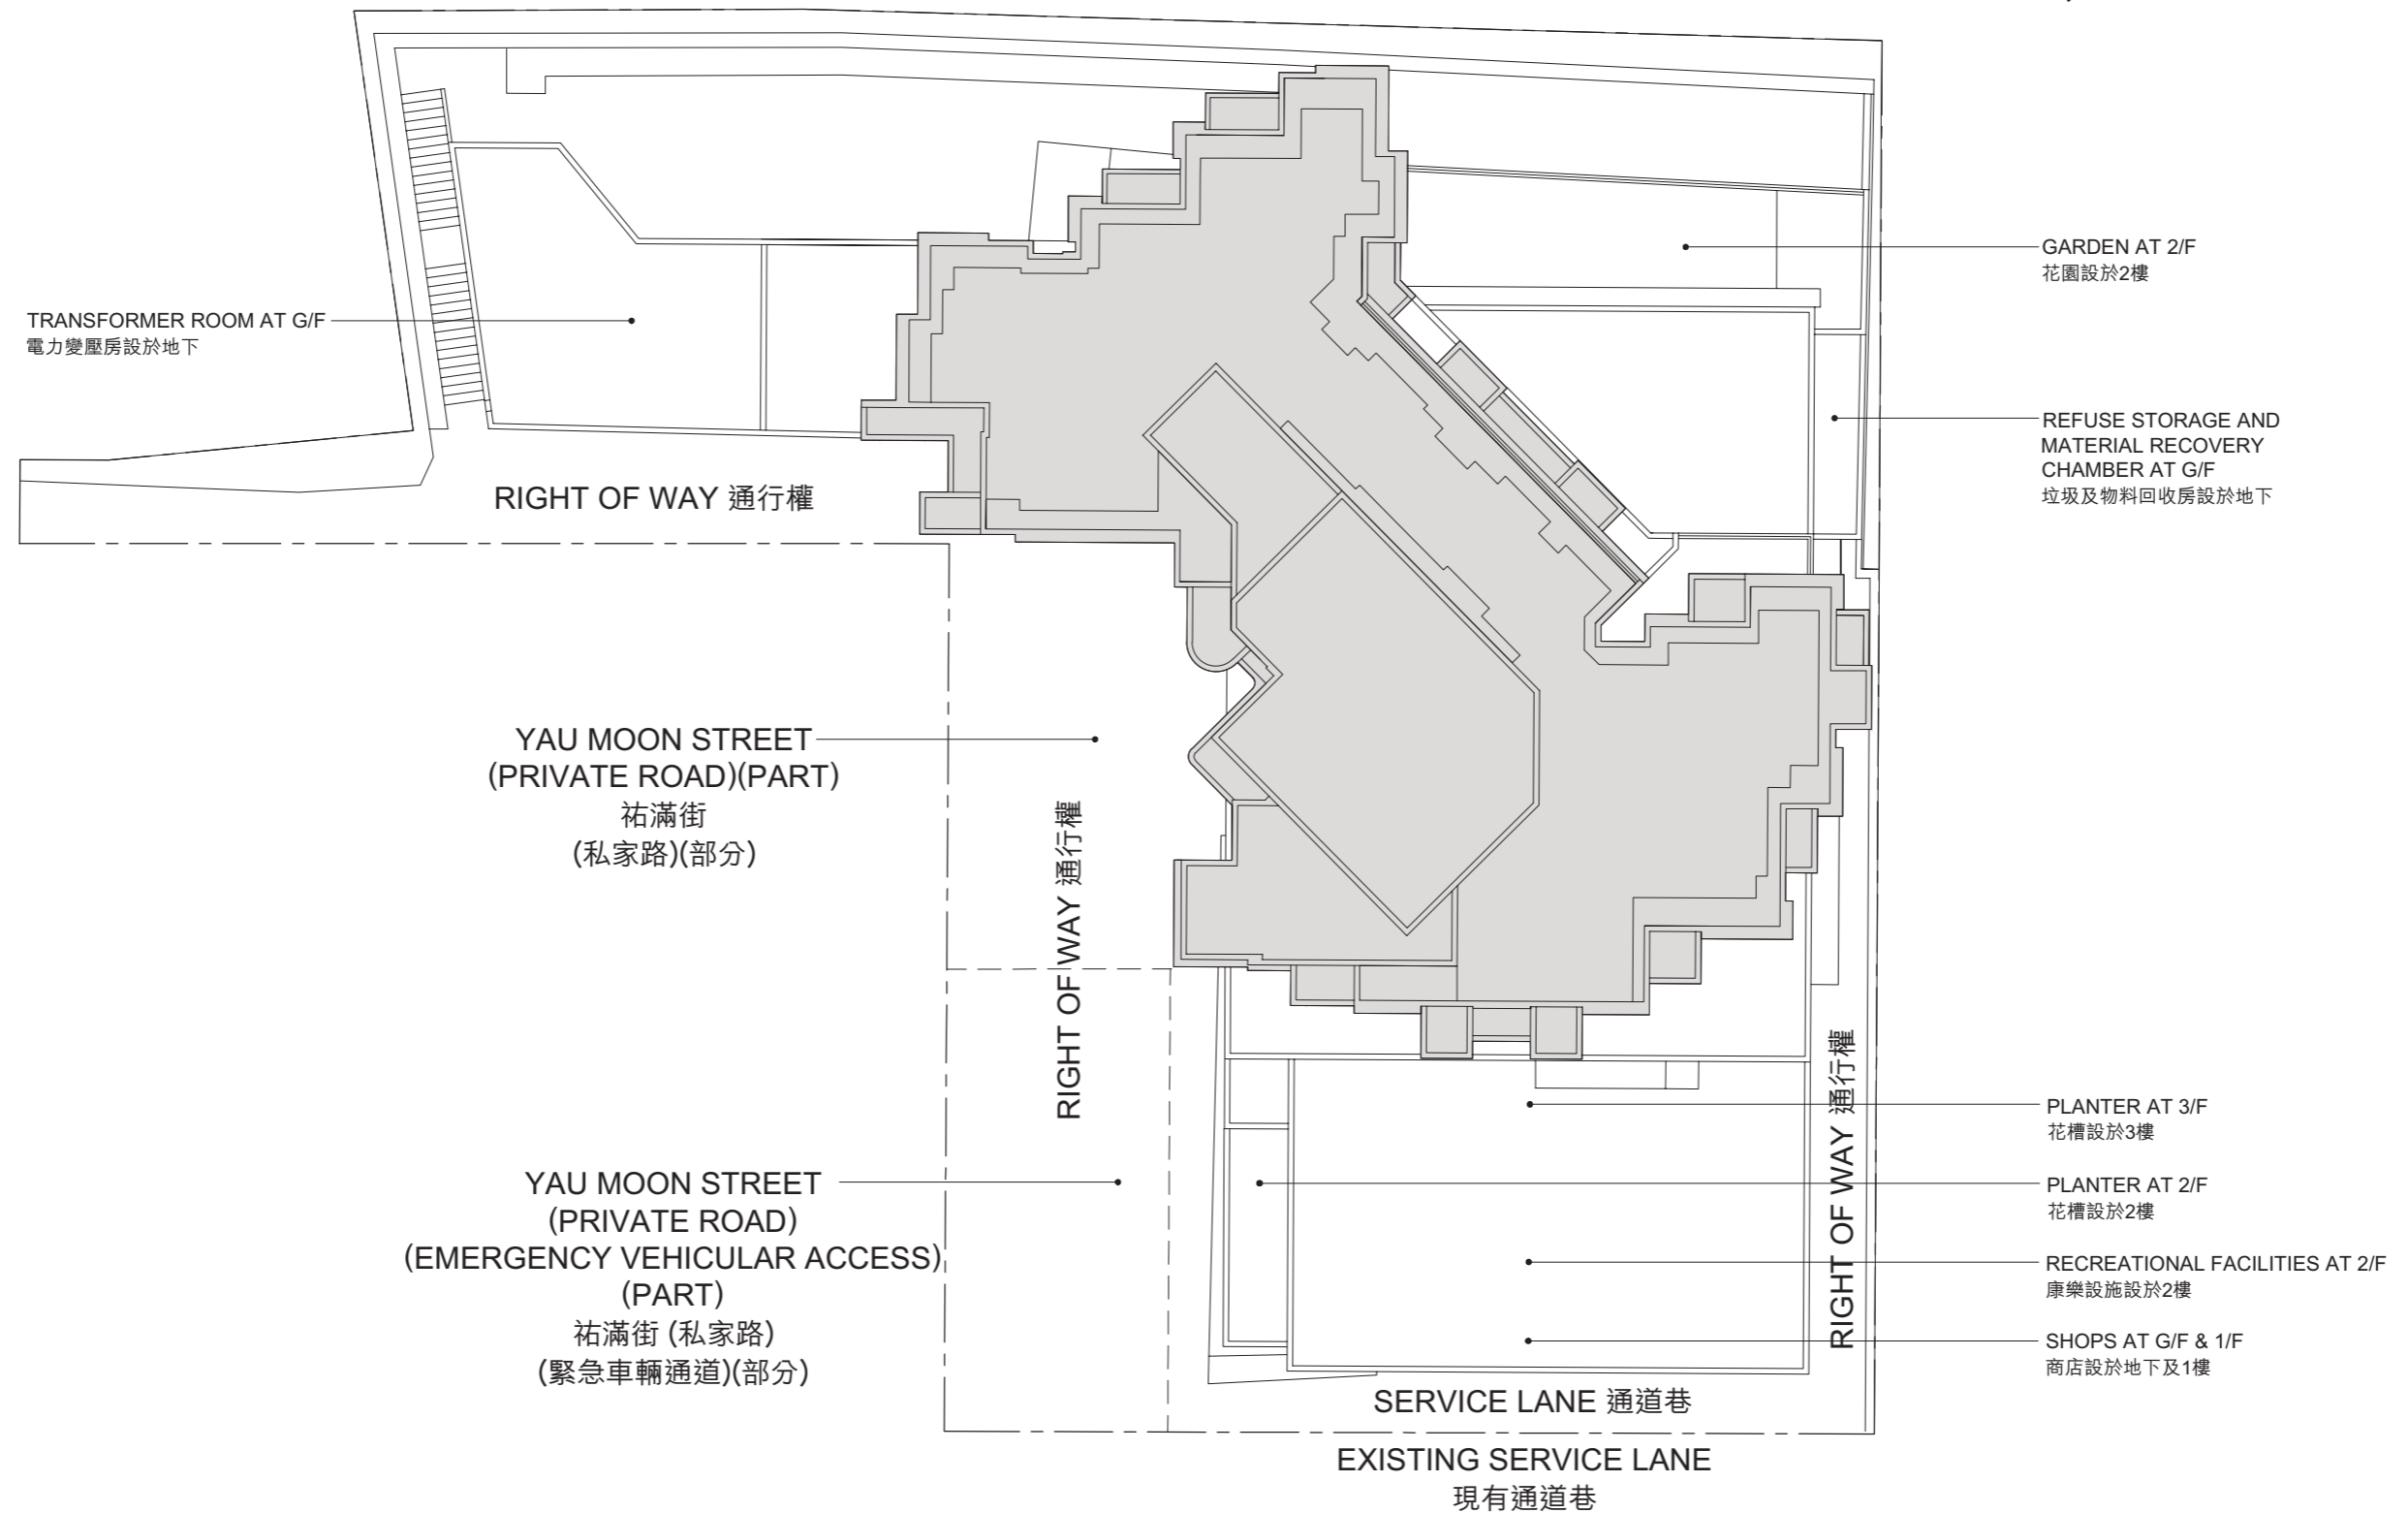 GARDEN AT 2/F
花園設於2樓
TRANSFORMER ROOM AT G/F
電力變壓房設於地下
REFUSE STORAGE AND
MATERIAL RECOVERY
CHAMBER AT G/F
垃圾及物料回收房設於地下
RIGHT OF WAY 通行權
YAU MOON STREET
(PRIVATE ROAD)(PART)
祐滿街
(私家路)(部分)
RIGHT OF WAY 通行權
RIGHT OF WAY 通行權
PLANTER AT 3/F
花槽設於3樓
YAU MOON STREET
(PRIVATE ROAD)
(EMERGENCY VEHICULAR ACCESS)
(PART)
祐滿街 (私家路)
(緊急車輛通道)(部分)
PLANTER AT 2/F
花槽設於2樓
RECREATIONAL FACILITIES AT 2/F
康樂設施設於2樓
SHOPS AT G/F & 1/F
商店設於地下及1樓
SERVICE LANE 通道巷
EXISTING SERVICE LANE
現有通道巷